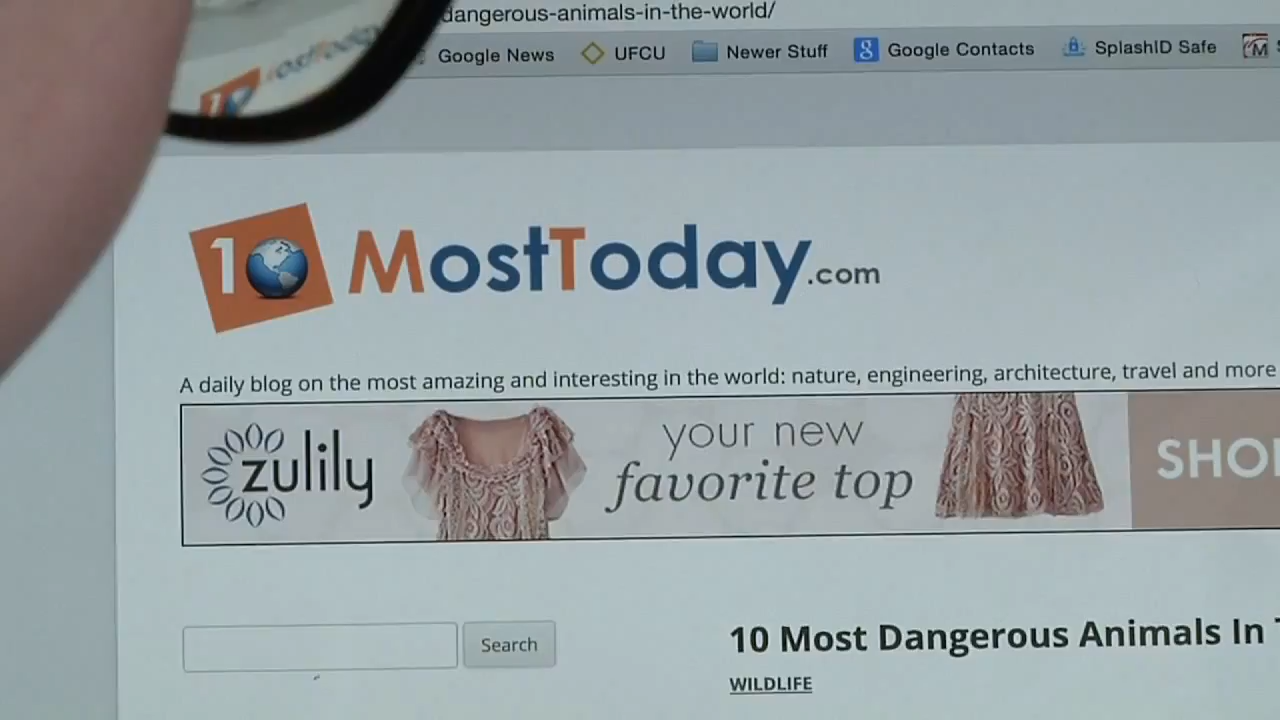 dangerous-animals-in-the-world/
Google News UFCU Newer Stuff Google Contacts SplashID Safe
10 MostToday.com
A daily blog on the most amazing and interesting in the world: nature, engineering, architecture, travel and more
zulily your new favorite top SHO
Search
10 Most Dangerous Animals In
WILDLIFE